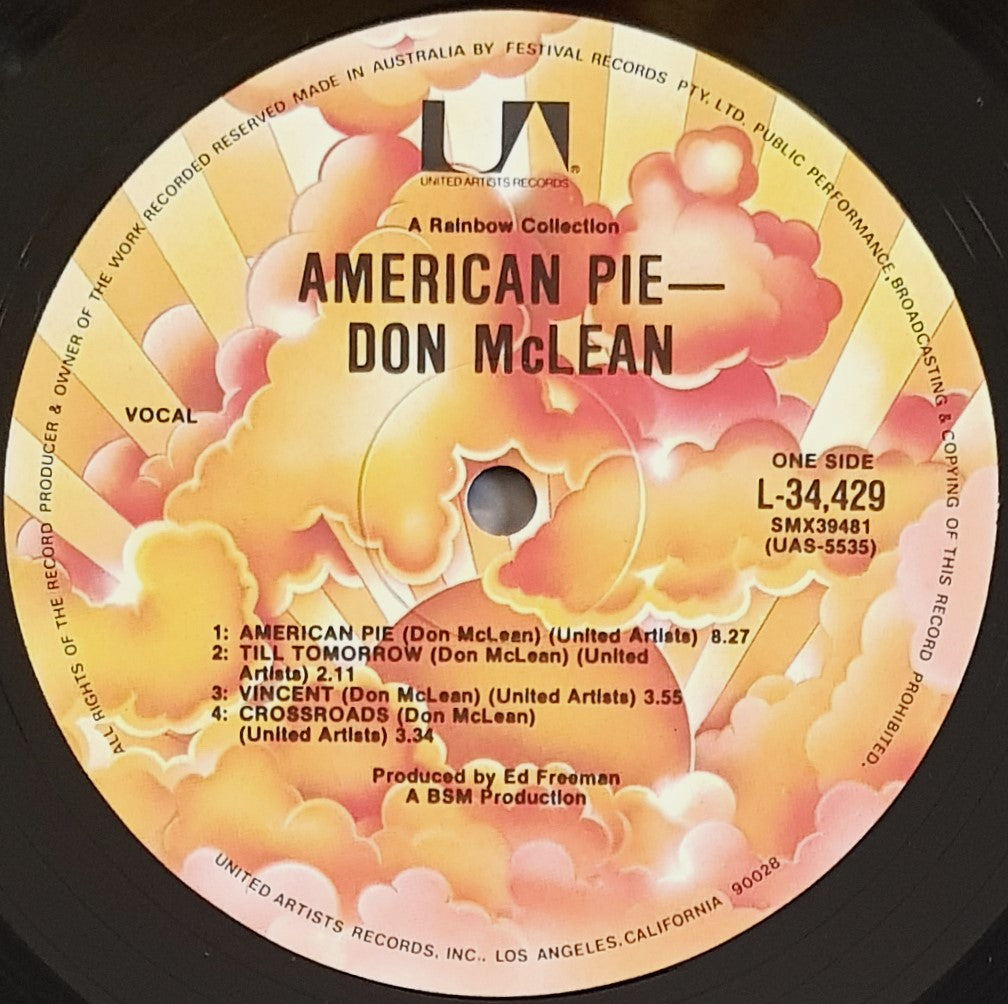 ALL RIGHTS OF THE RECORD PRODUCER & OWNER OF THE WORK RECORDED RESERVED MADE IN AUSTRALIA BY FESTIVAL RECORDS PTY. LTD. PUBLIC PERFORMANCE, BROADCASTING & COPYING OF THIS RECORD PROHIBITED.
UA®
UNITED ARTISTS RECORDS
A Rainbow Collection
AMERICAN PIE—
DON McLEAN
VOCAL
ONE SIDE
L-34,429
SMX39481
(UAS-5535)
1: AMERICAN PIE (Don McLean) (United Artists) 8.27
2: TILL TOMORROW (Don McLean) (United
Artists) 2.11
3: VINCENT (Don McLean) (United Artists) 3.55
4: CROSSROADS (Don McLean)
(United Artists) 3.34
Produced by Ed Freeman
A BSM Production
UNITED ARTISTS RECORDS, INC., LOS ANGELES, CALIFORNIA 90028